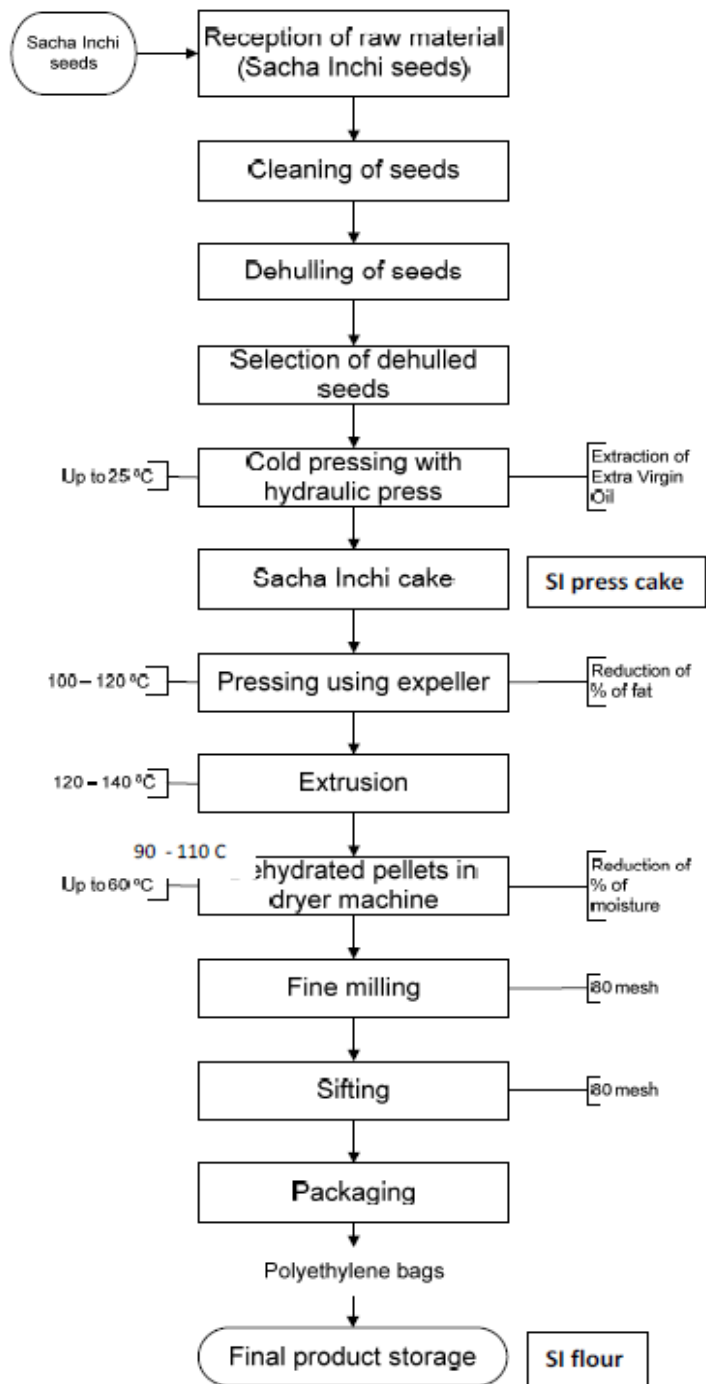 Sacha Inchi
seeds
Reception of raw material
(Sacha Inchi seeds)
Cleaning of seeds
Dehulling of seeds
Selection of dehulled
seeds
Up to 25 ºC
Cold pressing with
hydraulic press
Extraction of
Extra Virgin
Oil
Sacha Inchi cake
SI press cake
100 – 120 ºC
Pressing using expeller
Reduction of
% of fat
120 – 140 ºC
Extrusion
90 - 110 C
Up to 60 ºC
ehydrated pellets in
dryer machine
Reduction of
% of
moisture
Fine milling
80 mesh
Sifting
80 mesh
Packaging
Polyethylene bags
Final product storage
SI flour